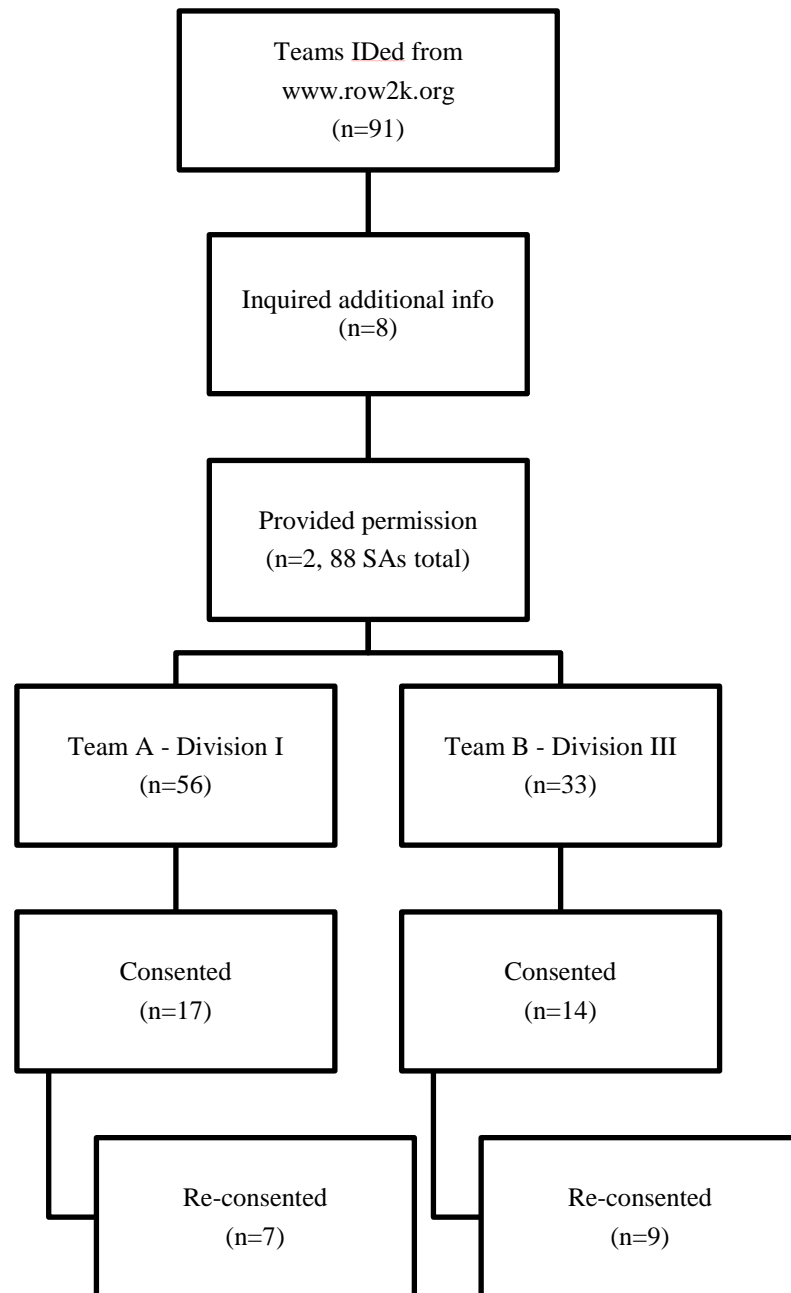 Teams IDed from
www.row2k.org
(n=91)
Inquired additional info
(n=8)
Provided permission
(n=2, 88 SAs total)
Team A - Division I
(n=56)
Team B - Division III
(n=33)
Consented
(n=17)
Consented
(n=14)
Re-consented
(n=7)
Re-consented
(n=9)